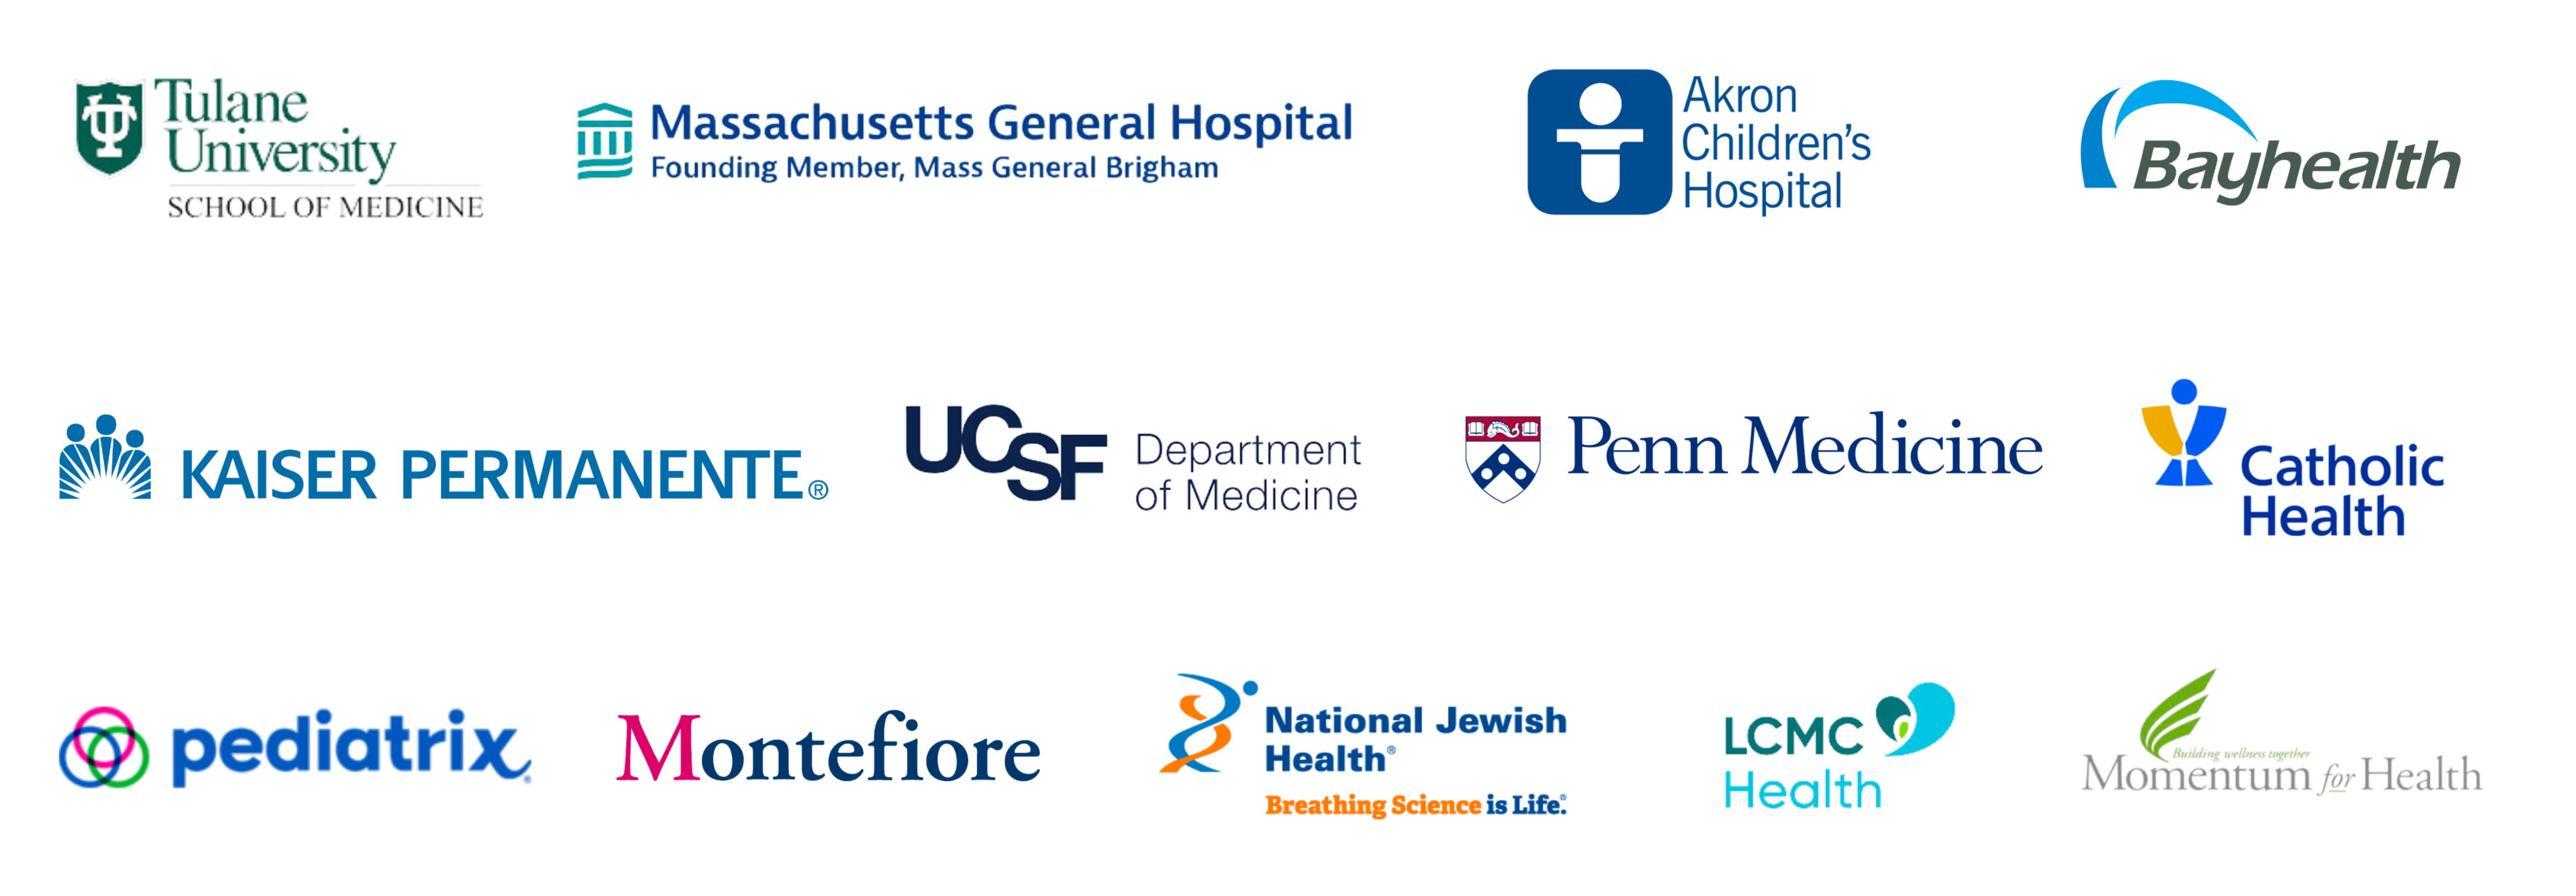 Tulane
University
SCHOOL OF MEDICINE
Massachusetts General Hospital
Founding Member, Mass General Brigham
Akron
Children's
Hospital
Bayhealth
KAISER PERMANENTE®
UCSF
Department
of Medicine
Penn Medicine
Catholic
Health
pediatrix®
Montefiore
National Jewish
Health®
Breathing Science is Life.®
LCMC
Health
Building wellness together
Momentum for Health